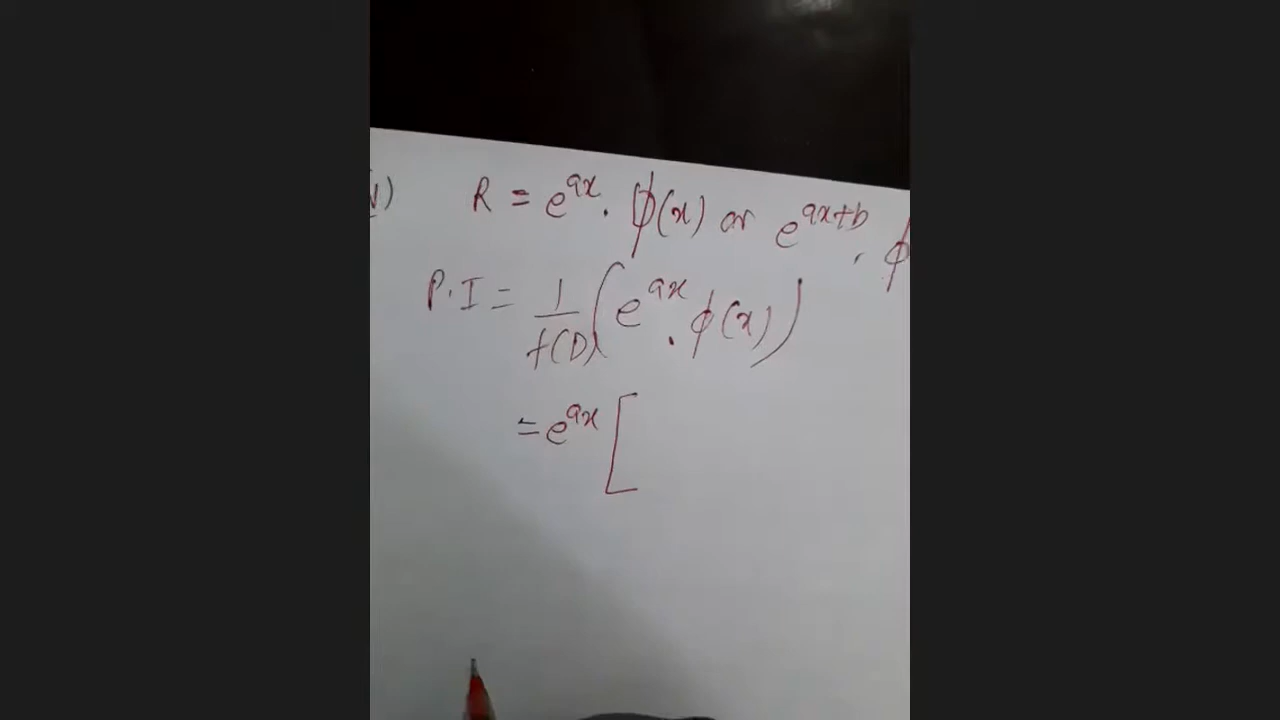 R = e^{ax} . ϕ(x) or e^{ax+b} . ϕ
P.I = 1/f(D) (e^{ax} . ϕ(x))
= e^{ax} [